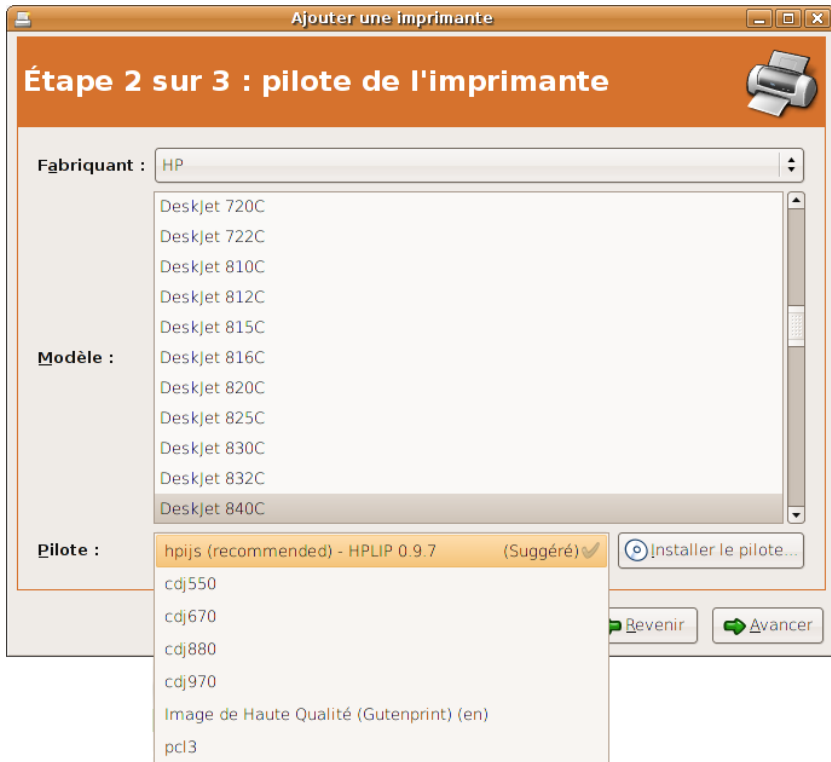 Ajouter une imprimante
Étape 2 sur 3 : pilote de l'imprimante
Fabriquant : HP
DeskJet 720C
DeskJet 722C
DeskJet 810C
DeskJet 812C
DeskJet 815C
Modèle : DeskJet 816C
DeskJet 820C
DeskJet 825C
DeskJet 830C
DeskJet 832C
DeskJet 840C
Pilote : hpijs (recommended) - HPLIP 0.9.7 (Suggéré) Installer le pilote...
cdj550
cdj670
Revenir Avancer
cdj880
cdj970
Image de Haute Qualité (Gutenprint) (en)
pcl3